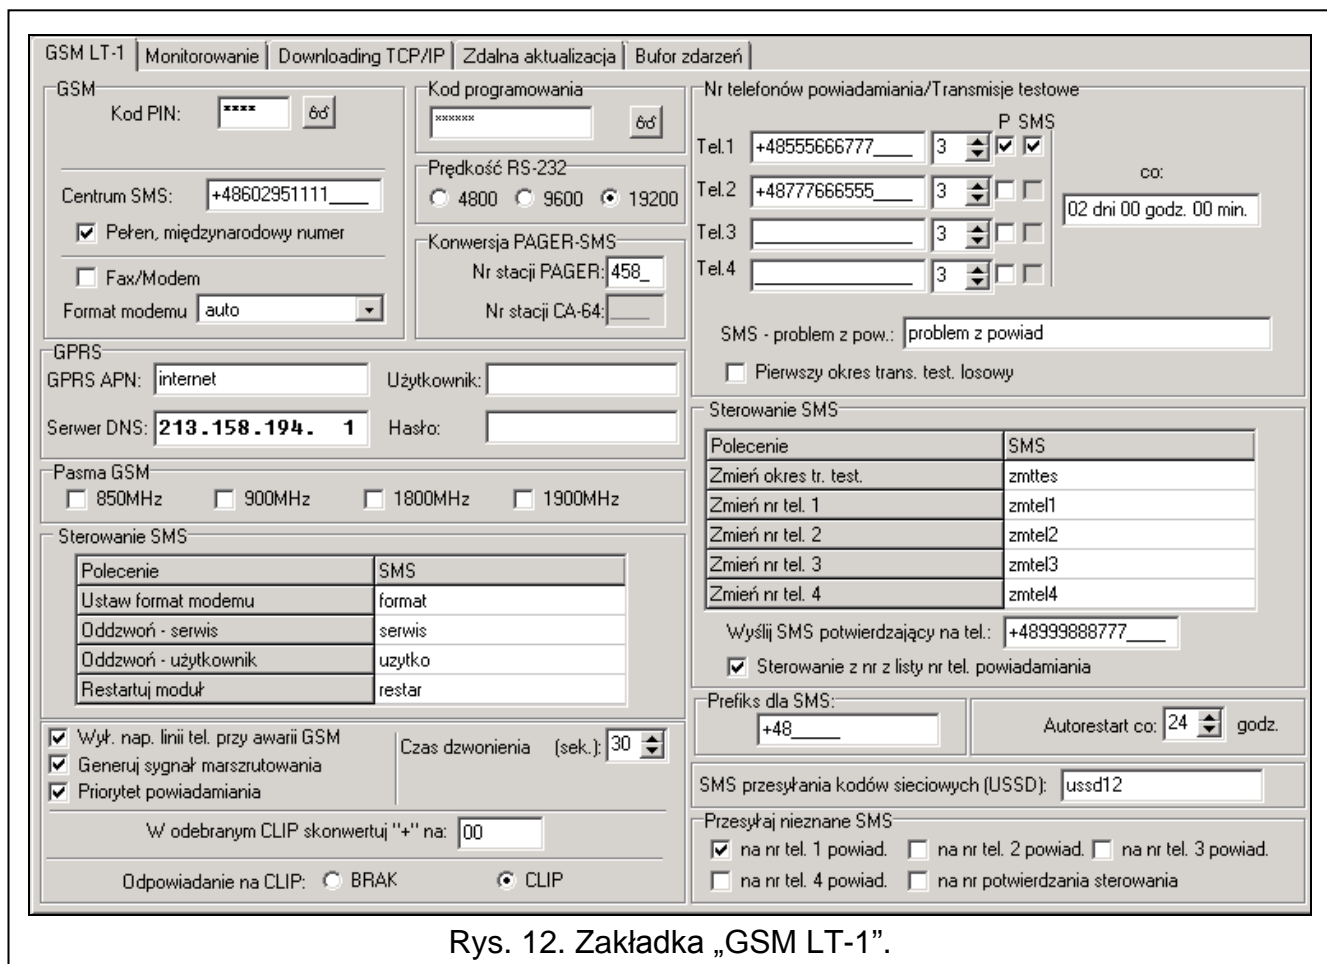 GSM LT-1 Monitorowanie Downloading TCP/IP Zdalna aktualizacja Bufor zdarzeń
GSM
Kod PIN: ****
Centrum SMS: +48602951111____
Pełen, międzynarodowy numer
Fax/Modem
Format modemu auto
Kod programowania
******
Prędkość RS-232
4800 9600 19200
Konwersja PAGER-SMS
Nr stacji PAGER: 458_
Nr stacji CA-64: ____
GPRS
GPRS APN: internet Użytkownik:
Serwer DNS: 213.158.194. 1 Hasło:
Pasma GSM
850MHz 900MHz 1800MHz 1900MHz
Sterowanie SMS
Polecenie SMS
Ustaw format modemu format
Oddzwoń - serwis serwis
Oddzwoń - użytkownik uzytko
Restartuj moduł restar
Wył. nap. linii tel. przy awarii GSM
Generuj sygnał marszrutowania
Priorytet powiadamiania
Czas dzwonienia (sek.): 30
W odebranym CLIP skonwertuj "+" na: 00
Odpowiadanie na CLIP: BRAK CLIP
Nr telefonów powiadamiania/Transmisje testowe
P SMS
Tel.1 +48555666777____ 3
Tel.2 +48777666555____ 3
Tel.3 ________________ 3
Tel.4 ________________ 3
co:
02 dni 00 godz. 00 min.
SMS - problem z pow.: problem z powiad
Pierwszy okres trans. test. losowy
Sterowanie SMS
Polecenie SMS
Zmień okres tr. test. zmttes
Zmień nr tel. 1 zmtel1
Zmień nr tel. 2 zmtel2
Zmień nr tel. 3 zmtel3
Zmień nr tel. 4 zmtel4
Wyślij SMS potwierdzający na tel.: +48999888777____
Sterowanie z nr z listy nr tel. powiadamiania
Prefiks dla SMS:
+48_____
Autorestart co: 24 godz.
SMS przesyłania kodów sieciowych (USSD): ussd12
Przesyłaj nieznane SMS
na nr tel. 1 powiad. na nr tel. 2 powiad. na nr tel. 3 powiad.
na nr tel. 4 powiad. na nr potwierdzania sterowania
Rys. 12. Zakładka „GSM LT-1”.